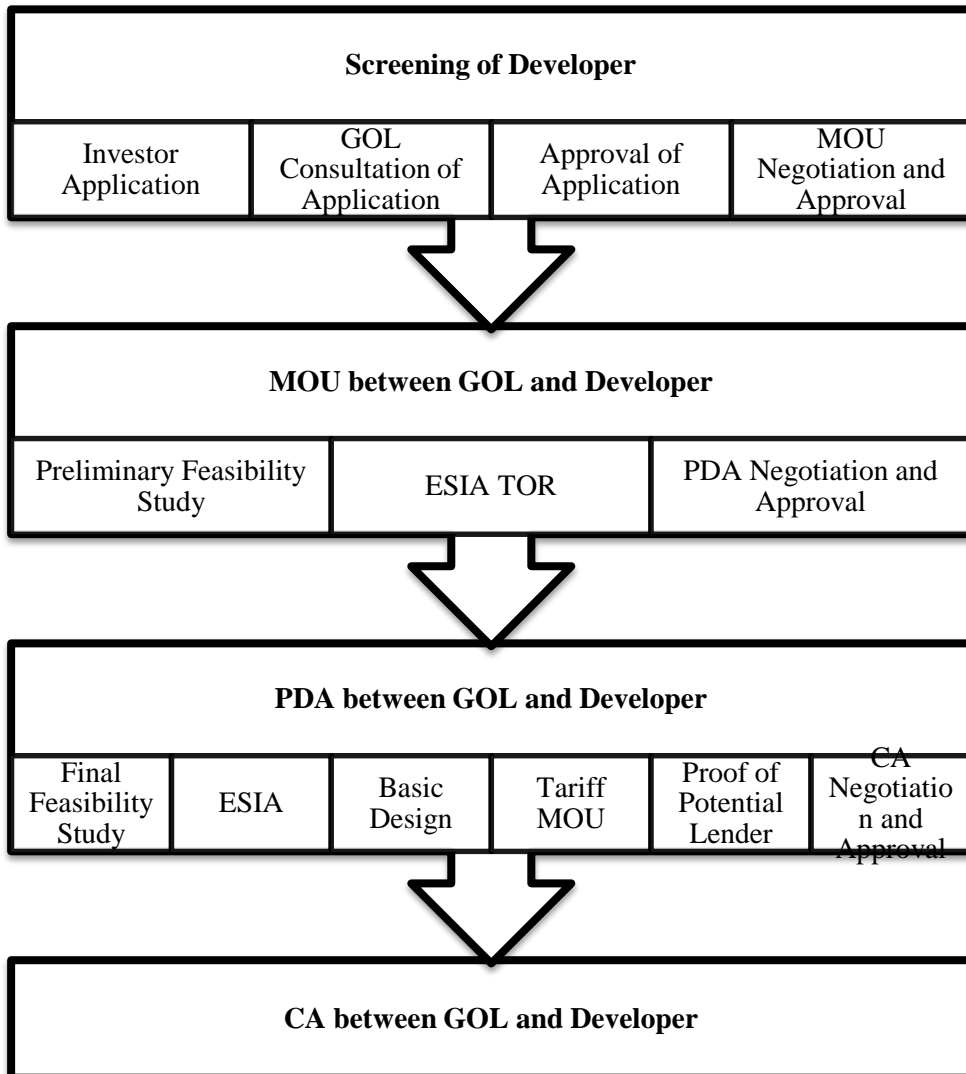 Screening of Developer
Investor
Application
GOL
Consultation of
Application
Approval of
Application
MOU
Negotiation and
Approval
MOU between GOL and Developer
Preliminary Feasibility
Study
ESIA TOR
PDA Negotiation and
Approval
PDA between GOL and Developer
Final
Feasibility
Study
ESIA
Basic
Design
Tariff
MOU
Proof of
Potential
Lender
CA
Negotiatio
n and
Approval
CA between GOL and Developer